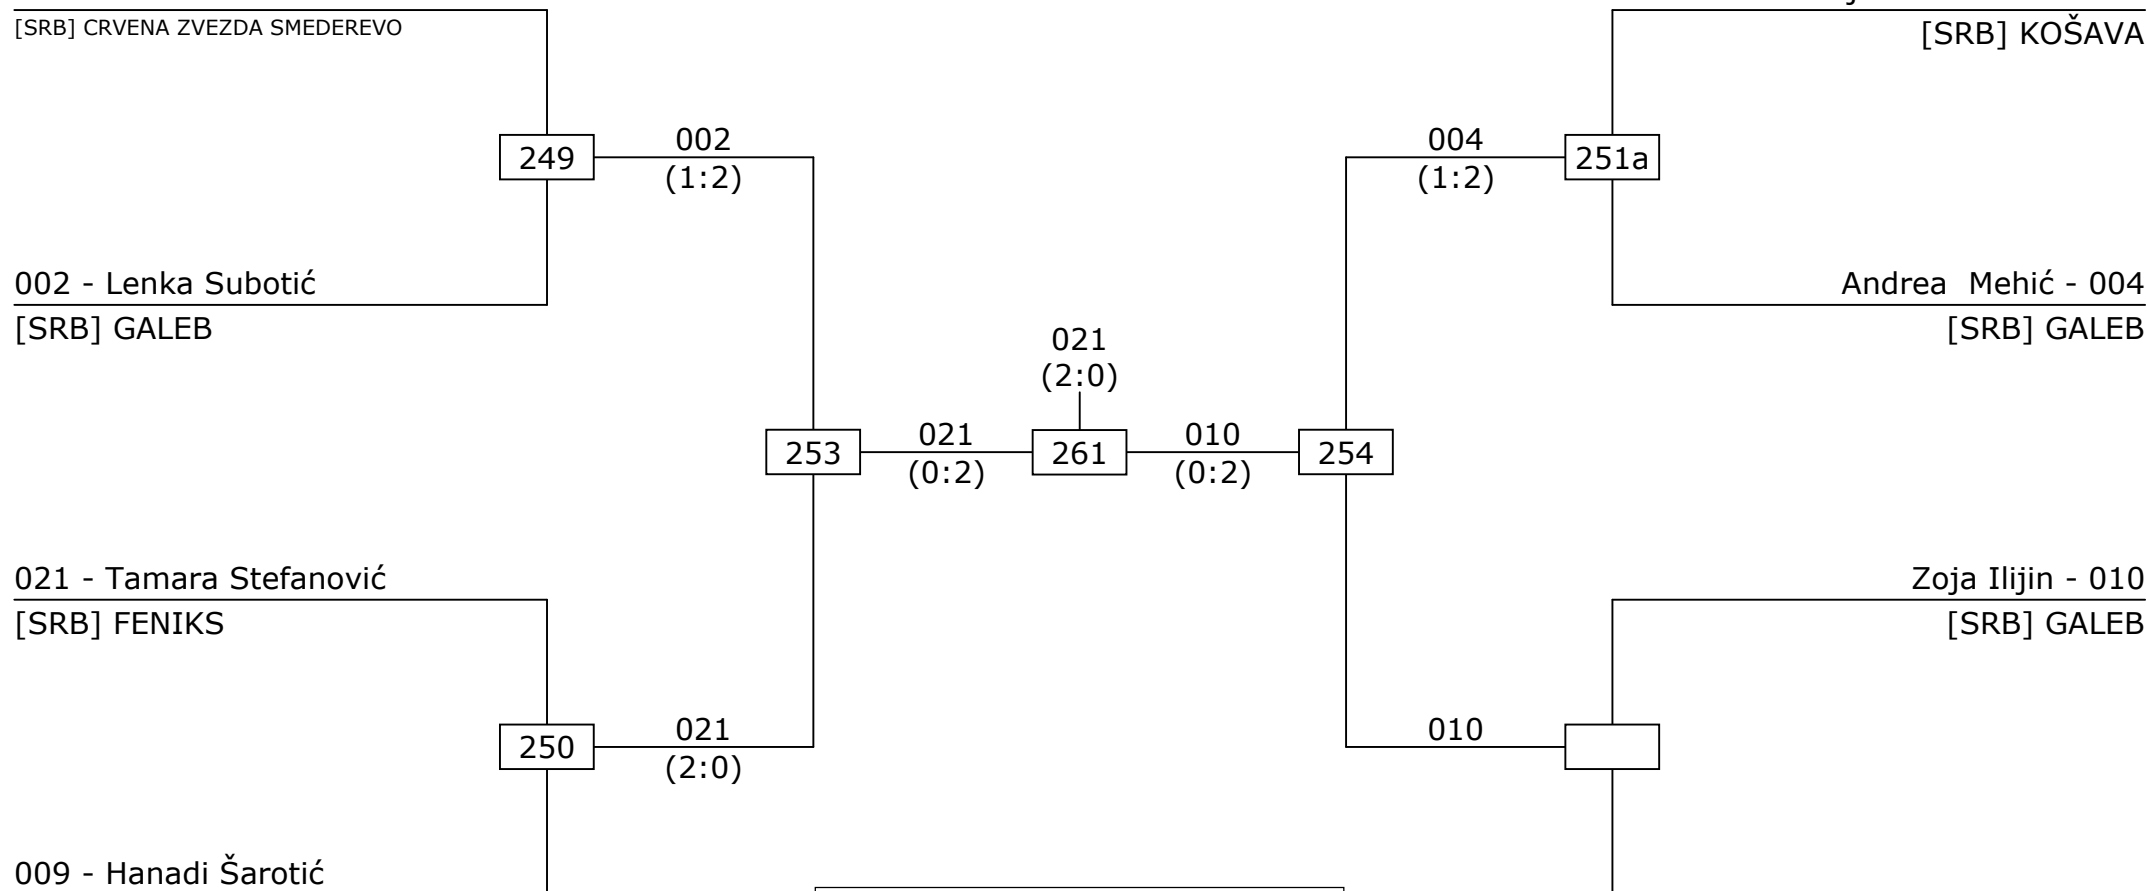 [SRB] CRVENA ZVEZDA SMEDEREVO
[SRB] KOŠAVA
249
002
(1:2)
004
(1:2)
251a
002 - Lenka Subotić
[SRB] GALEB
Andrea  Mehić - 004
[SRB] GALEB
021
(2:0)
253
021
(0:2)
261
010
(0:2)
254
021 - Tamara Stefanović
[SRB] FENIKS
Zoja Ilijin - 010
[SRB] GALEB
250
021
(2:0)
010
009 - Hanadi Šarotić